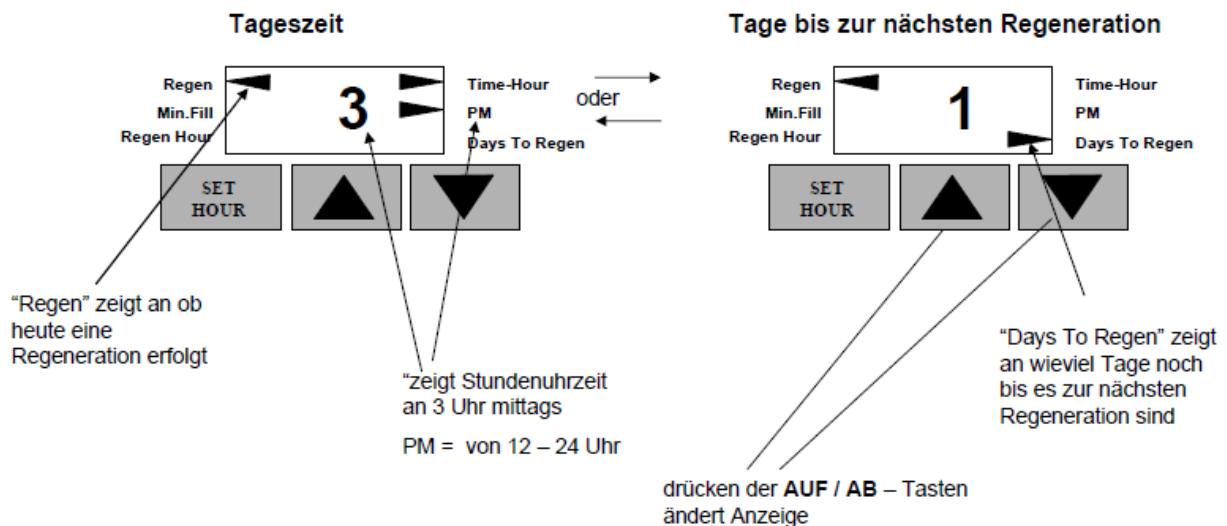 Tageszeit
Regen
Min.Fill
Regen Hour
3
Time-Hour
PM
Days To Regen
SET
HOUR
oder
Tage bis zur nächsten Regeneration
Regen
Min.Fill
Regen Hour
1
Time-Hour
PM
Days To Regen
SET
HOUR
“Regen” zeigt an ob
heute eine
Regeneration erfolgt
“zeigt Stundenuhrzeit
an 3 Uhr mittags
PM = von 12 – 24 Uhr
“Days To Regen” zeigt
an wieviel Tage noch
bis es zur nächsten
Regeneration sind
drücken der AUF / AB – Tasten
ändert Anzeige